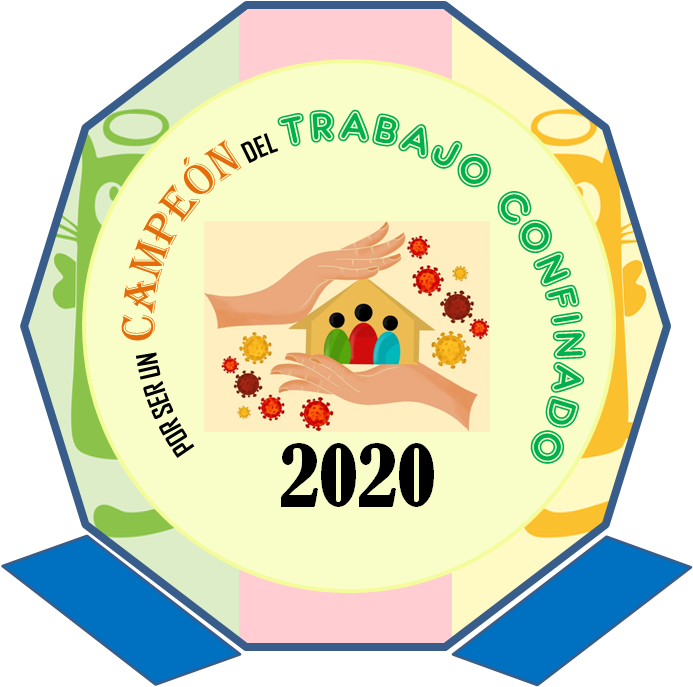 POR SER UN CAMPEÓN DEL TRABAJO CONFINADO
2020